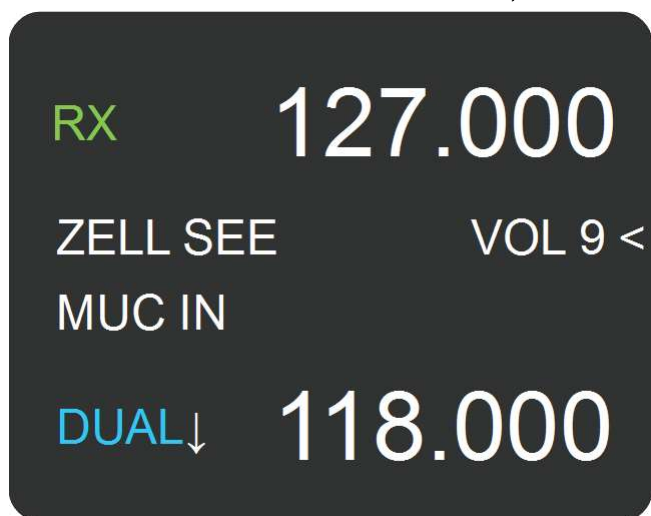 RX 127.000
ZELL SEE VOL 9 <
MUC IN
DUAL↓ 118.000